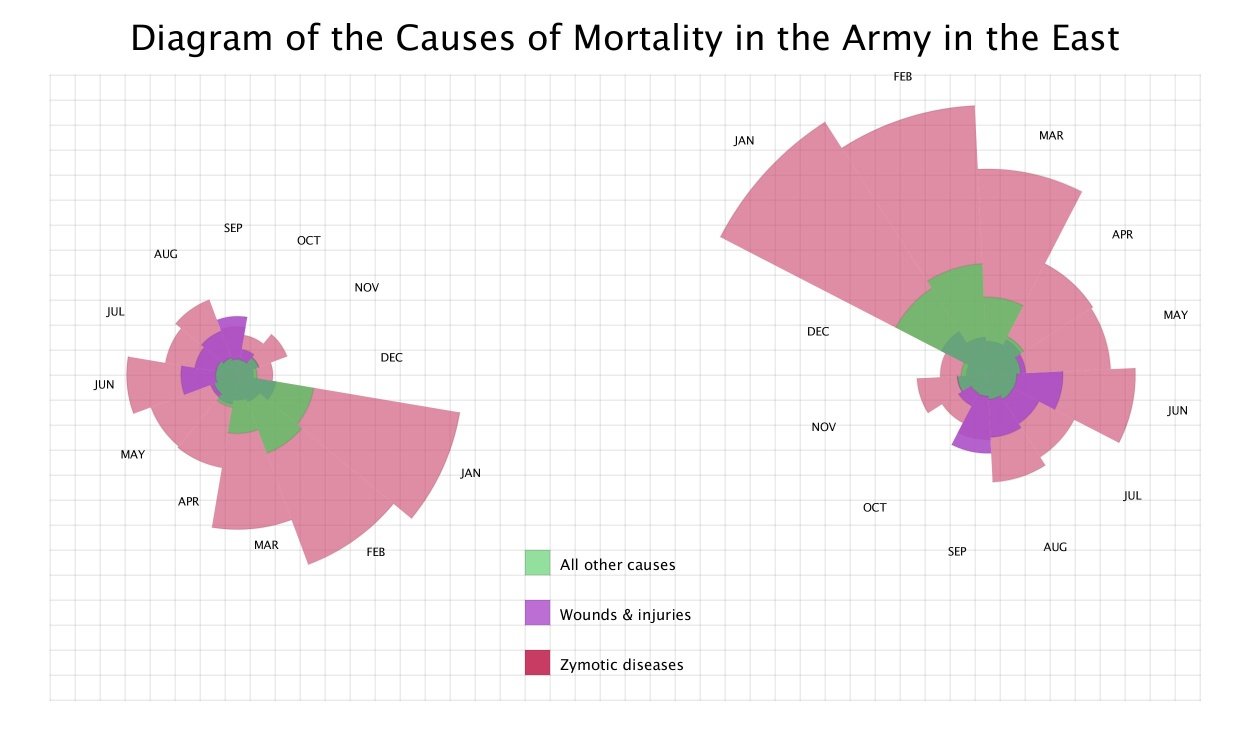 Diagram of the Causes of Mortality in the Army in the East
FEB
JAN
MAR
APR
MAY
JUN
JUL
AUG
SEP
OCT
NOV
DEC
SEP
OCT
NOV
DEC
JAN
FEB
MAR
APR
MAY
JUN
JUL
AUG
All other causes
Wounds & injuries
Zymotic diseases